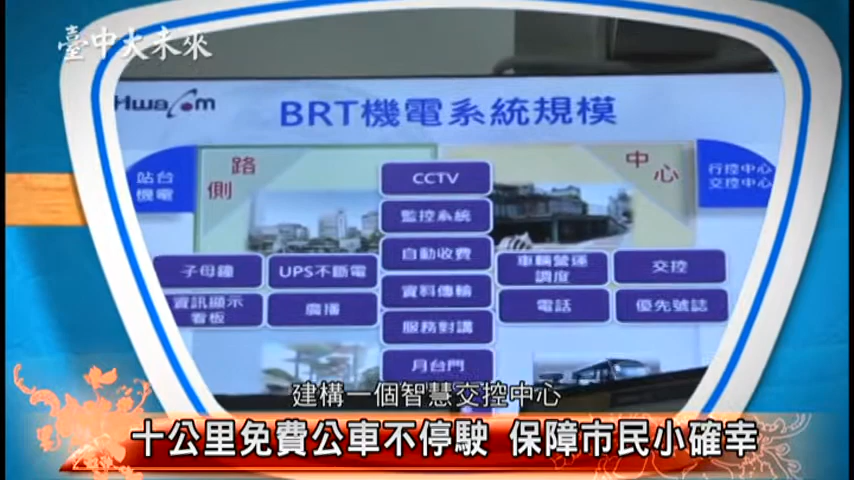 臺中大未來
Hwacom
BRT機電系統規模
站台
機電
路
側
中
心
行控中心
交控中心
CCTV
監控系統
自動收費
資料傳輸
服務對講
月台門
子母鐘
UPS不斷電
資訊顯示
看板
廣播
車輛營運
調度
交控
電話
優先號誌
建構一個智慧交控中心
十公里免費公車不停駛 保障市民小確幸